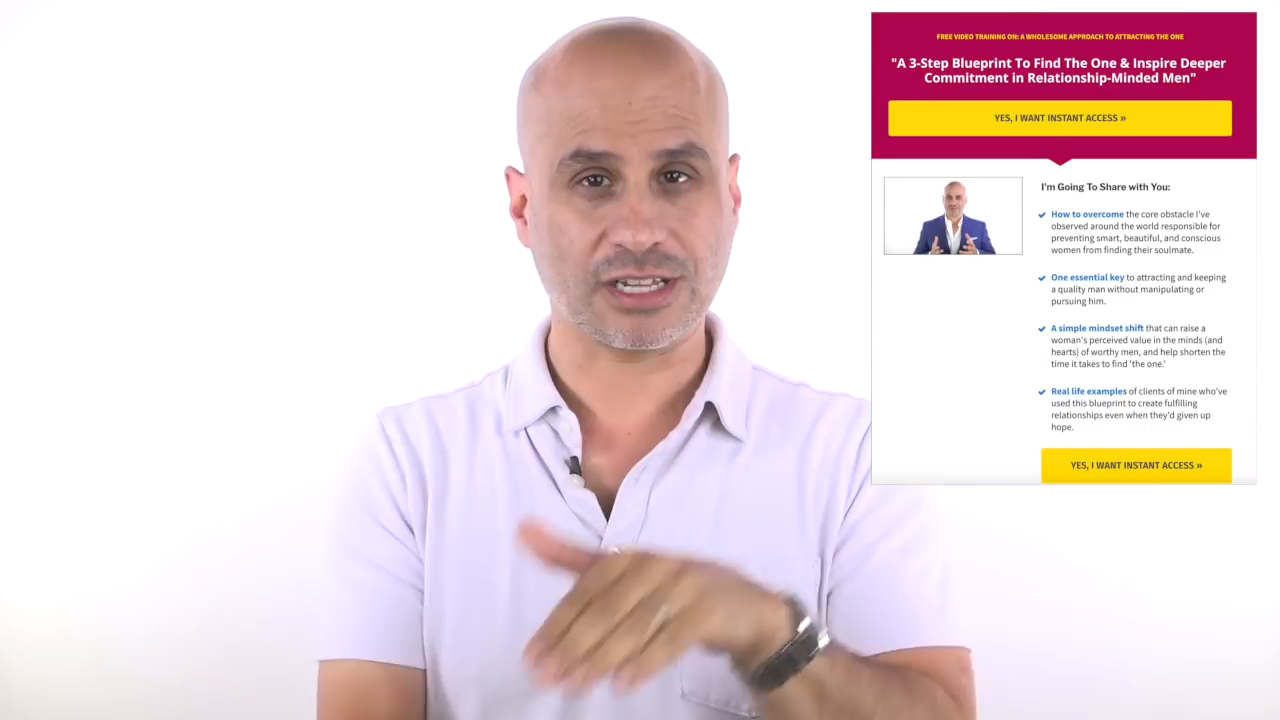 FREE VIDEO TRAINING ON: A WHOLESOME APPROACH TO ATTRACTING THE ONE
"A 3-Step Blueprint To Find The One & Inspire Deeper
Commitment in Relationship-Minded Men"
YES, I WANT INSTANT ACCESS »
I'm Going To Share with You:
How to overcome the core obstacle I've
observed around the world responsible for
preventing smart, beautiful, and conscious
women from finding their soulmate.
One essential key to attracting and keeping
a quality man without manipulating or
pursuing him.
A simple mindset shift that can raise a
woman's perceived value in the minds (and
hearts) of worthy men, and help shorten the
time it takes to find 'the one.'
Real life examples of clients of mine who've
used this blueprint to create fulfilling
relationships even when they'd given up
hope.
YES, I WANT INSTANT ACCESS »